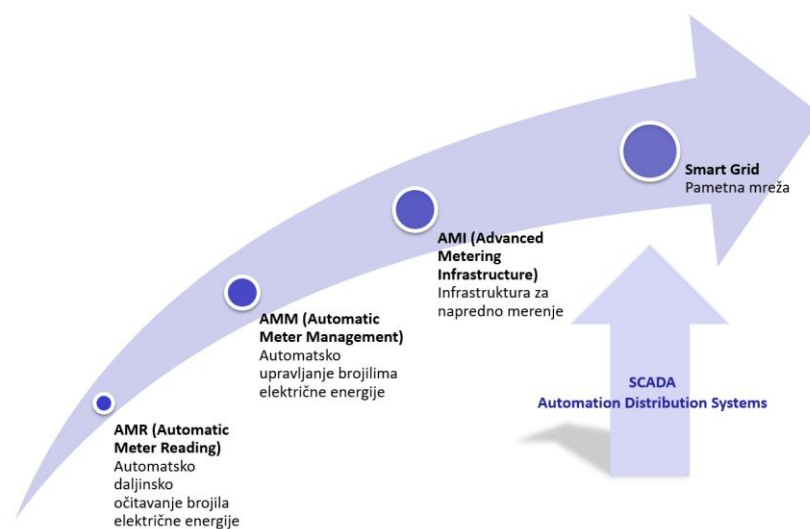 Smart Grid
Pametna mreža
AMI (Advanced
Metering
Infrastructure)
Infrastruktura za
napredno merenje
AMM (Automatic
Meter Management)
Automatsko
upravljanje brojilima
električne energije
AMR (Automatic
Meter Reading)
Automatsko
daljinsko
očitavanje brojila
električne energije
SCADA
Automation Distribution Systems